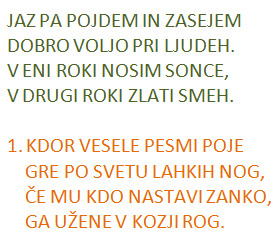 JAZ PA POJDEM IN ZASEJEM
DOBRO VOLJO PRI LJUDEH.
V ENI ROKI NOSIM SONCE,
V DRUGI ROKI ZLATI SMEH.
1. KDOR VESELE PESMI POJE
GRE PO SVETU LAHKIH NOG,
ČE MU KDO NASTAVI ZANKO,
GA UŽENE V KOZJI ROG.